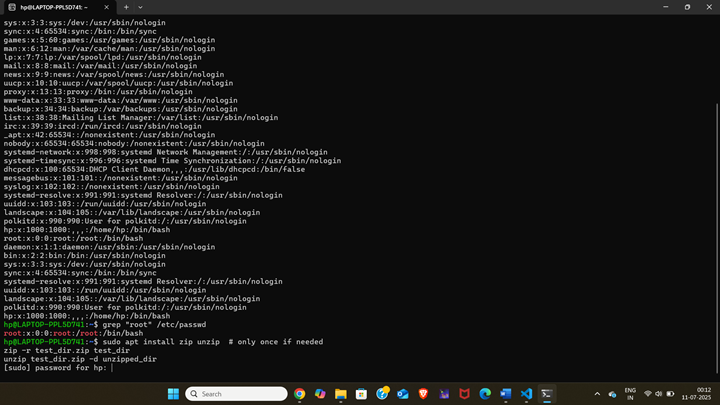 hp@LAPTOP-PPL5D741: ~
sys:x:3:3:sys:/dev:/usr/sbin/nologin
sync:x:4:65534:sync:/bin:/bin/sync
games:x:5:60:games:/usr/games:/usr/sbin/nologin
man:x:6:12:man:/var/cache/man:/usr/sbin/nologin
lp:x:7:7:lp:/var/spool/lpd:/usr/sbin/nologin
mail:x:8:8:mail:/var/mail:/usr/sbin/nologin
news:x:9:9:news:/var/spool/news:/usr/sbin/nologin
uucp:x:10:10:uucp:/var/spool/uucp:/usr/sbin/nologin
proxy:x:13:13:proxy:/bin:/usr/sbin/nologin
www-data:x:33:33:www-data:/var/www:/usr/sbin/nologin
backup:x:34:34:backup:/var/backups:/usr/sbin/nologin
list:x:38:38:Mailing List Manager:/var/list:/usr/sbin/nologin
irc:x:39:39:ircd:/run/ircd:/usr/sbin/nologin
_apt:x:42:65534::/nonexistent:/usr/sbin/nologin
nobody:x:65534:65534:nobody:/nonexistent:/usr/sbin/nologin
systemd-network:x:998:998:systemd Network Management:/:/usr/sbin/nologin
systemd-timesync:x:996:996:systemd Time Synchronization:/:/usr/sbin/nologin
dhcpcd:x:100:65534:DHCP Client Daemon,,,:/usr/lib/dhcpcd:/bin/false
messagebus:x:101:101::/nonexistent:/usr/sbin/nologin
syslog:x:102:102::/nonexistent:/usr/sbin/nologin
systemd-resolve:x:991:991:systemd Resolver:/:/usr/sbin/nologin
uuidd:x:103:103::/run/uuidd:/usr/sbin/nologin
landscape:x:104:105::/var/lib/landscape:/usr/sbin/nologin
polkitd:x:990:990:User for polkitd:/:/usr/sbin/nologin
hp:x:1000:1000:,,,:/home/hp:/bin/bash
root:x:0:0:root:/root:/bin/bash
daemon:x:1:1:daemon:/usr/sbin:/usr/sbin/nologin
bin:x:2:2:bin:/bin:/usr/sbin/nologin
sys:x:3:3:sys:/dev:/usr/sbin/nologin
sync:x:4:65534:sync:/bin:/bin/sync
systemd-resolve:x:991:991:systemd Resolver:/:/usr/sbin/nologin
uuidd:x:103:103::/run/uuidd:/usr/sbin/nologin
landscape:x:104:105::/var/lib/landscape:/usr/sbin/nologin
polkitd:x:990:990:User for polkitd:/:/usr/sbin/nologin
hp:x:1000:1000:,,,:/home/hp:/bin/bash
hp@LAPTOP-PPL5D741:~$ grep "root" /etc/passwd
root:x:0:0:root:/root:/bin/bash
hp@LAPTOP-PPL5D741:~$ sudo apt install zip unzip  # only once if needed
zip -r test_dir.zip test_dir
unzip test_dir.zip -d unzipped_dir
[sudo] password for hp:
Search
ENG
IN
00:12
11-07-2025